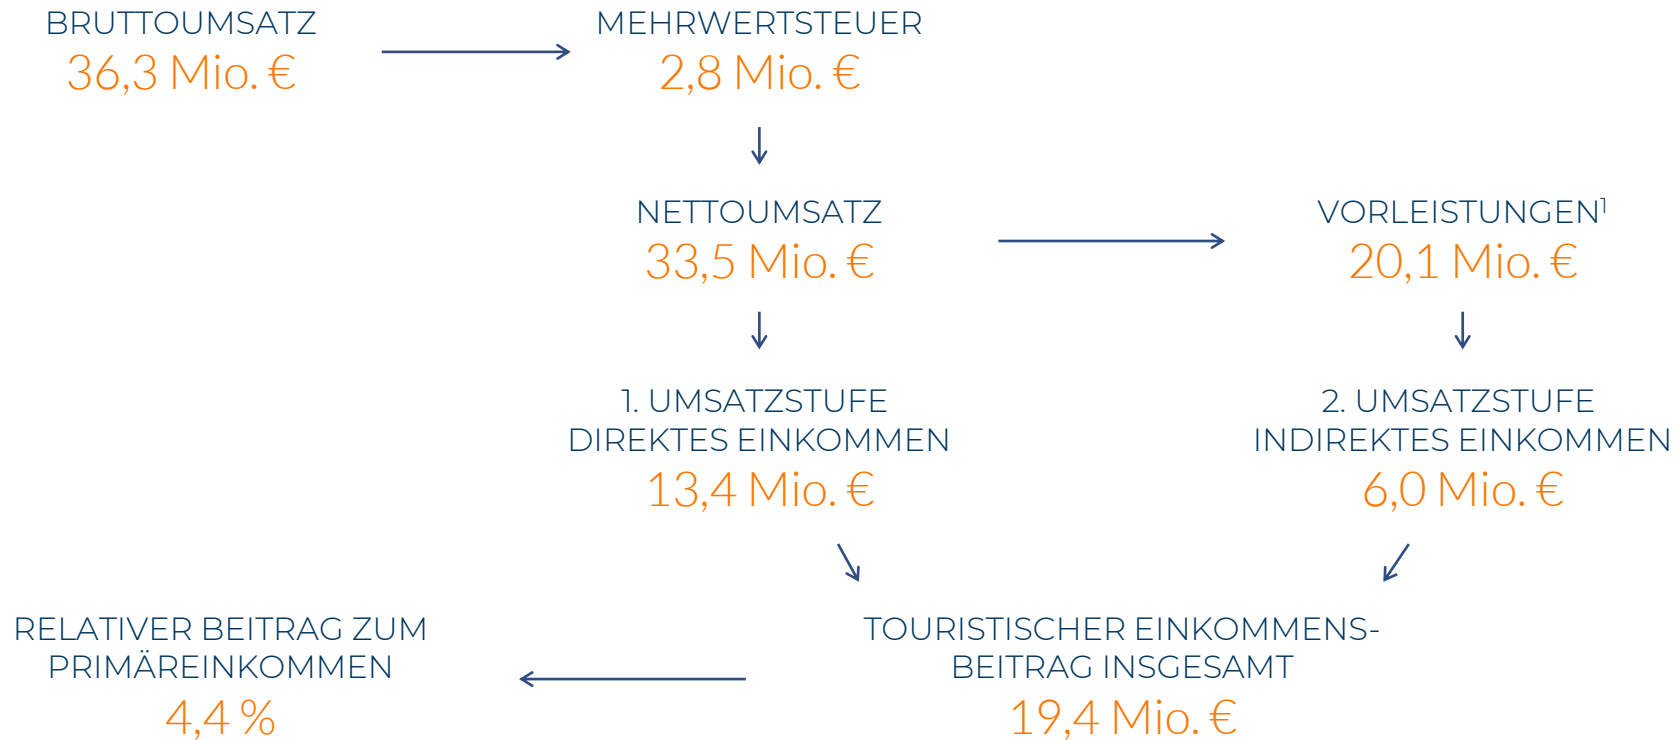 BRUTTOUMSATZ
36,3 Mio. €
MEHRWERTSTEUER
2,8 Mio. €
NETTOUMSATZ
33,5 Mio. €
VORLEISTUNGEN¹
20,1 Mio. €
1. UMSATZSTUFE
DIREKTES EINKOMMEN
13,4 Mio. €
2. UMSATZSTUFE
INDIREKTES EINKOMMEN
6,0 Mio. €
RELATIVER BEITRAG ZUM
PRIMÄREINKOMMEN
4,4 %
TOURISTISCHER EINKOMMENS-
BEITRAG INSGESAMT
19,4 Mio. €